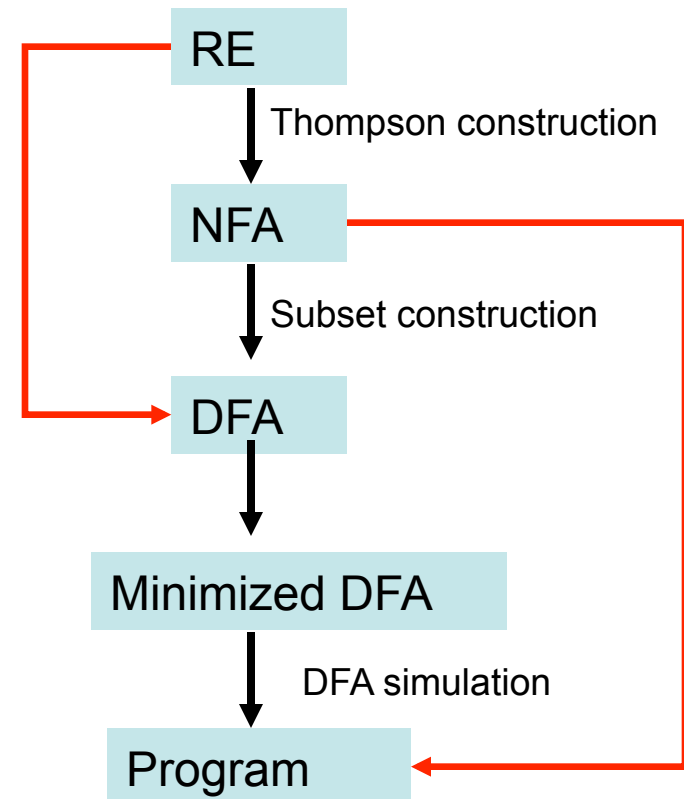 RE
Thompson construction
NFA
Subset construction
DFA
Minimized DFA
DFA simulation
Program